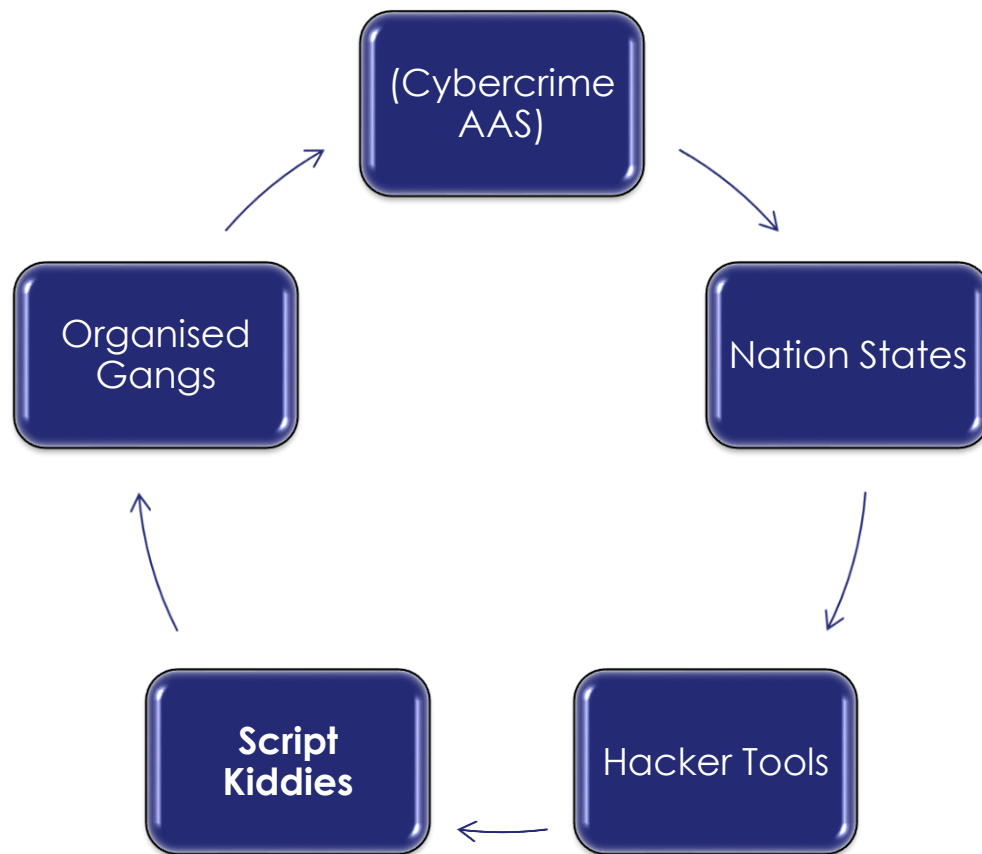 (Cybercrime
AAS)
Nation States
Hacker Tools
Script
Kiddies
Organised
Gangs